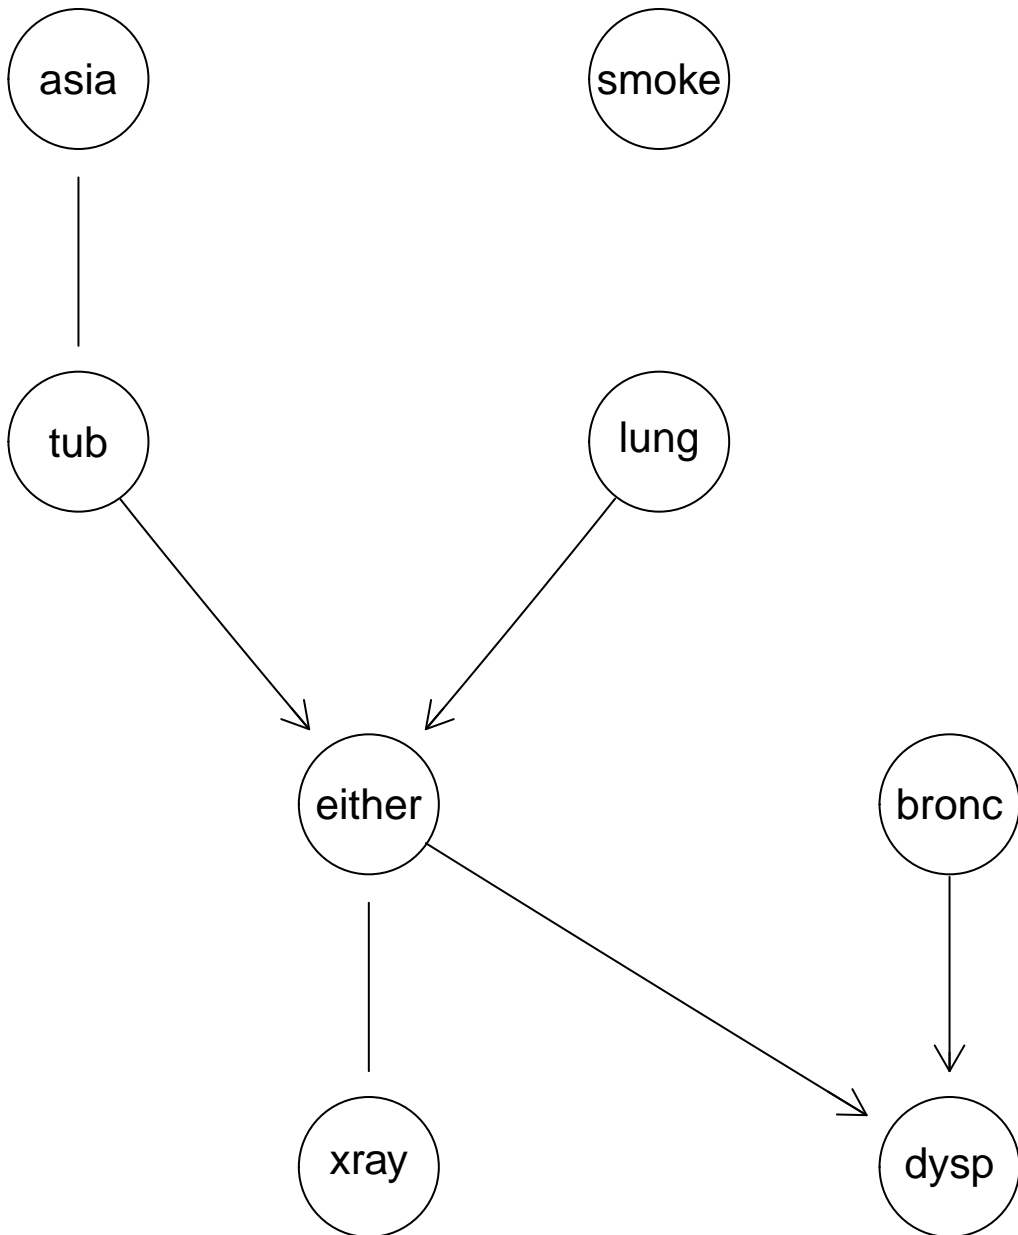 asia
smoke
tub
lung
either
bronc
xray
dysp